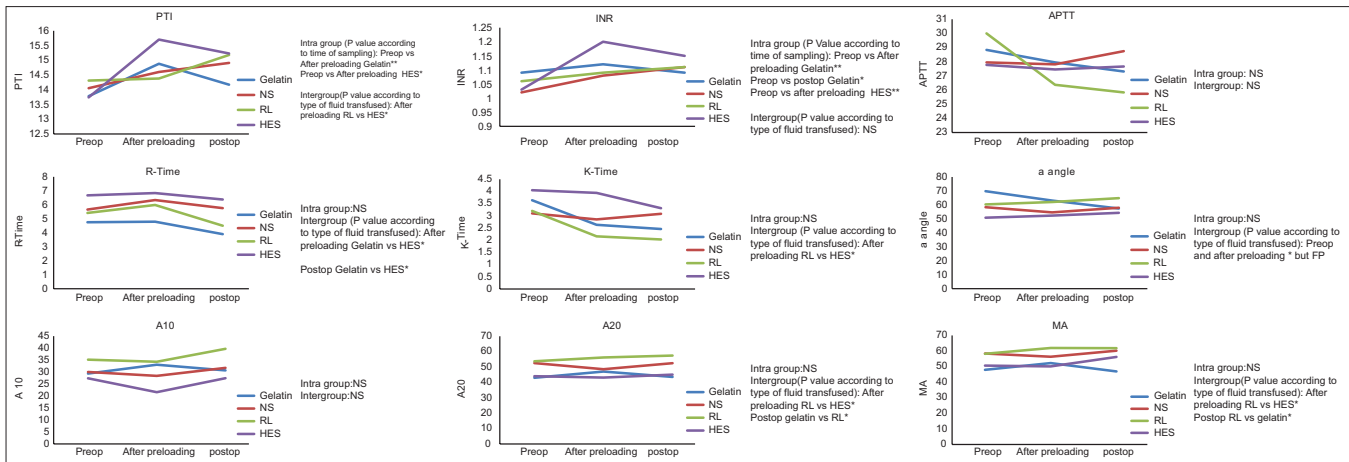 PTI
16
15.5
15
14.5
14
13.5
13
12.5
PTI
Preop
After preloading
postop
Gelatin
NS
RL
HES
Intra group (P value according
to time of sampling): Preop vs
After preloading Gelatin**
Preop vs After preloading HES*
Intergroup(P value according to
type of fluid transfused): After
preloading RL vs HES*
INR
1.25
1.2
1.15
1.1
1.05
1
0.95
0.9
INR
Preop
After preloading
postop
Gelatin
NS
RL
HES
Intra group (P Value according to
time of sampling): Preop vs After
preloading Gelatin**
Preop vs postop Gelatin*
Preop vs after preloading HES**
Intergroup(P value according to
type of fluid transfused): NS
APTT
31
30
29
28
27
26
25
24
23
APTT
Preop
After preloading
postop
Gelatin
NS
RL
HES
Intra group: NS
Intergroup: NS
R-Time
8
7
6
5
4
3
2
1
0
R-Time
Preop
After preloading
postop
Gelatin
NS
RL
HES
Intra group:NS
Intergroup (P value according
to type of fluid transfused): After
preloading Gelatin vs HES*
Postop Gelatin vs HES*
K-Time
4.5
4
3.5
3
2.5
2
1.5
1
0.5
0
K-Time
Preop
After preloading
postop
Gelatin
NS
RL
HES
Intra group:NS
Intergroup (P value according to
type of fluid transfused): After
preloading RL vs HES*
a angle
80
70
60
50
40
30
20
10
0
a angle
Preop
After preloading
postop
Gelatin
NS
RL
HES
Intra group:NS
Intergroup (P value according to
type of fluid transfused): Preop
and after preloading * but FP
A10
45
40
35
30
25
20
15
10
5
0
A 10
Preop
After preloading
postop
Gelatin
NS
RL
HES
Intra group:NS
Intergroup:NS
A20
70
60
50
40
30
20
10
0
A20
Preop
After preloading
postop
Gelatin
NS
RL
HES
Intra group:NS
Intergroup(P value according to
type of fluid transfused): After
preloading RL vs HES*
Postop gelatin vs RL*
MA
70
60
50
40
30
20
10
0
MA
Preop
After preloading
postop
Gelatin
NS
RL
HES
Intra group:NS
Intergroup(P value according to
type of fluid transfused): After
preloading RL vs HES*
Postop RL vs gelatin*